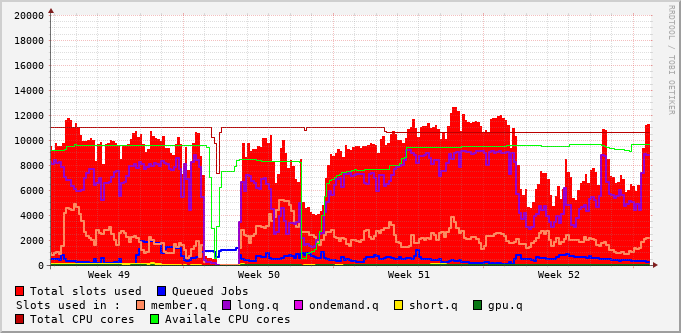 20000
18000
16000
14000
12000
10000
8000
6000
4000
2000
0
Week 49 Week 50 Week 51 Week 52
RRDTOOL / TOBI OETIKER
Total slots used Queued Jobs
Slots used in : member.q long.q ondemand.q short.q gpu.q
Total CPU cores Availale CPU cores